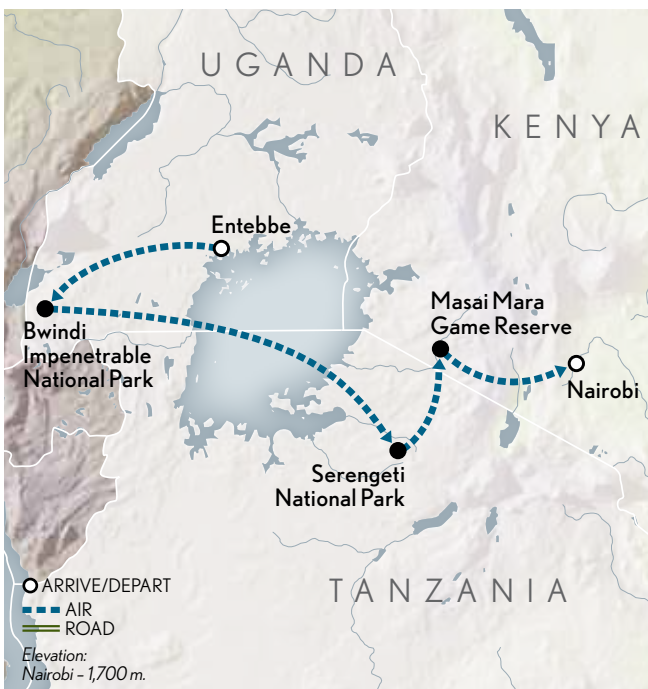 UGANDA
KENYA
Entebbe
Bwindi
Impenetrable
National Park
Masai Mara
Game Reserve
Nairobi
Serengeti
National Park
TANZANIA
ARRIVE/DEPART
AIR
ROAD
Elevation:
Nairobi – 1,700 m.